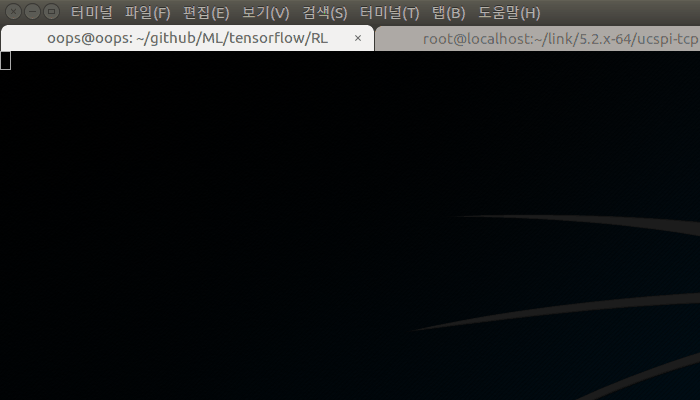 터미널 파일(F) 편집(E) 보기(V) 검색(S) 터미널(T) 탭(B) 도움말(H)
oops@oops: ~/github/ML/tensorflow/RL × root@localhost:~/link/5.2.x-64/ucspi-tcp